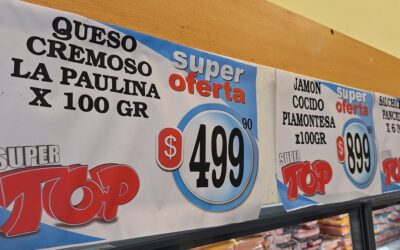 QUESO
CREMOSO
LA PAULINA
X 100 GR
super
oferta
$ 499 90
SUPER
TOP
JAMON
COCIDO
PIAMONTESA
x100GR
super
oferta
$ 899 90
SUPER
TOP